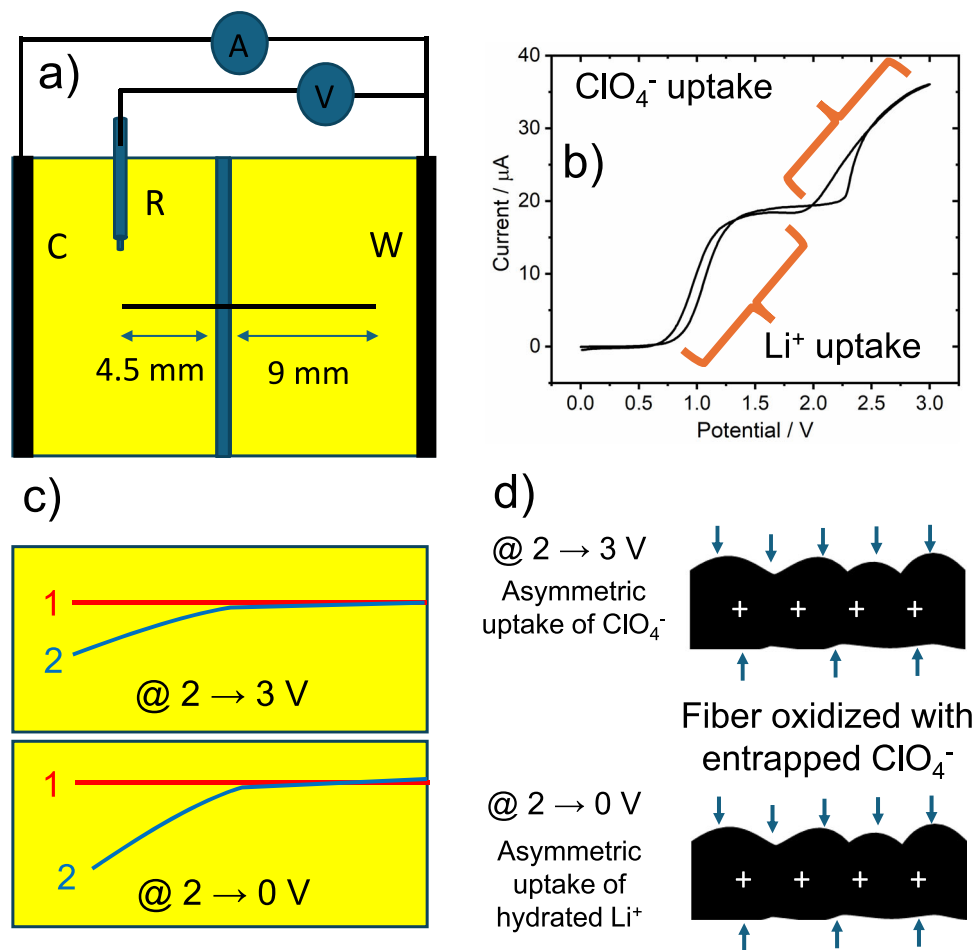 a)
A
V
R
C
W
4.5 mm
9 mm
b)
ClO₄⁻ uptake
Li⁺ uptake
Current / μA
40
30
20
10
0
0.0 0.5 1.0 1.5 2.0 2.5 3.0
Potential / V
c)
1
2
@ 2 → 3 V
1
2
@ 2 → 0 V
d)
@ 2 → 3 V
Asymmetric
uptake of ClO₄⁻
+ + + +
Fiber oxidized with
entrapped ClO₄⁻
@ 2 → 0 V
Asymmetric
uptake of
hydrated Li⁺
+ + + +